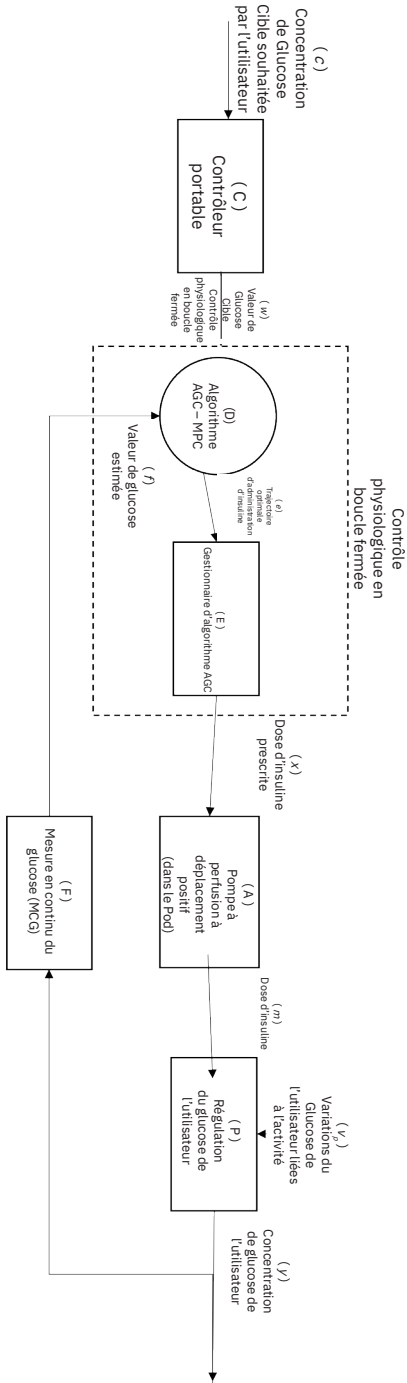 ( c )
Concentration
de Glucose
Cible souhaitée
par l'utilisateur
( C )
Contrôleur
portable
( w )
Valeur de
Glucose
Cible
Contrôle
physiologique
en boucle
fermée
Contrôle
physiologique en
boucle fermée
(D)
Algorithme
AGC – MPC
( f )
Valeur de glucose
estimée
( e )
Trajectoire
optimale
d'administration
d'insuline
( E )
Gestionnaire d'algorithme AGC
( x )
Dose d'insuline
prescrite
( A )
Pompe à
perfusion à
déplacement
positif
(dans le Pod)
( F )
Mesure en continu du
glucose (MCG)
( m )
Dose d'insuline
( vp )
Variations du
Glucose de
l'utilisateur liées
à l'activité
( P )
Régulation
du glucose de
l'utilisateur
( y )
Concentration
de glucose de
l'utilisateur